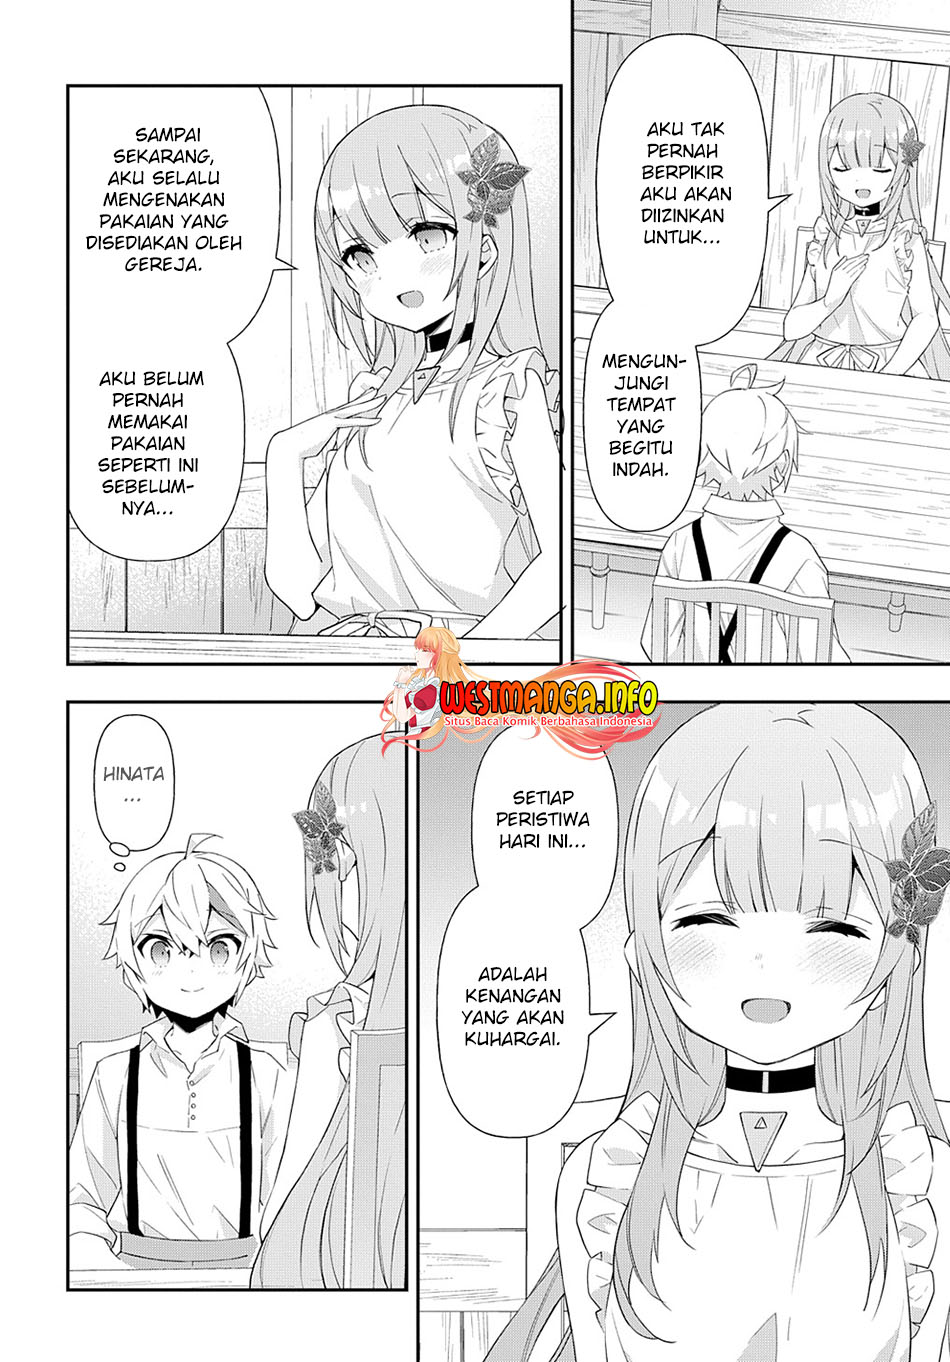 AKU TAK
PERNAH
BERPIKIR
AKU AKAN
DIIZINKAN
UNTUK...
MENGUN-
JUNGI
TEMPAT
YANG
BEGITU
INDAH.
SAMPAI
SEKARANG,
AKU SELALU
MENGENAKAN
PAKAIAN YANG
DISEDIAKAN OLEH
GEREJA.
AKU BELUM
PERNAH
MEMAKAI
PAKAIAN
SEPERTI INI
SEBELUM-
NYA...
WESTMANGA.INFO
Situs Baca Komik Berbahasa Indonesia
SETIAP
PERISTIWA
HARI INI...
ADALAH
KENANGAN
YANG AKAN
KUHARGAI.
HINATA
...